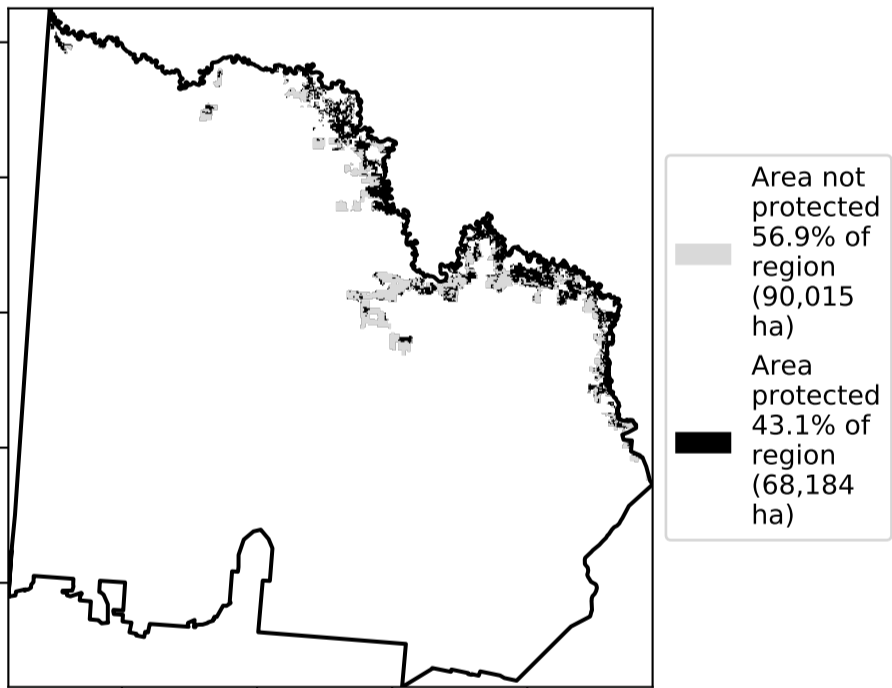 Area not
protected
56.9% of
region
(90,015
ha)
Area
protected
43.1% of
region
(68,184
ha)